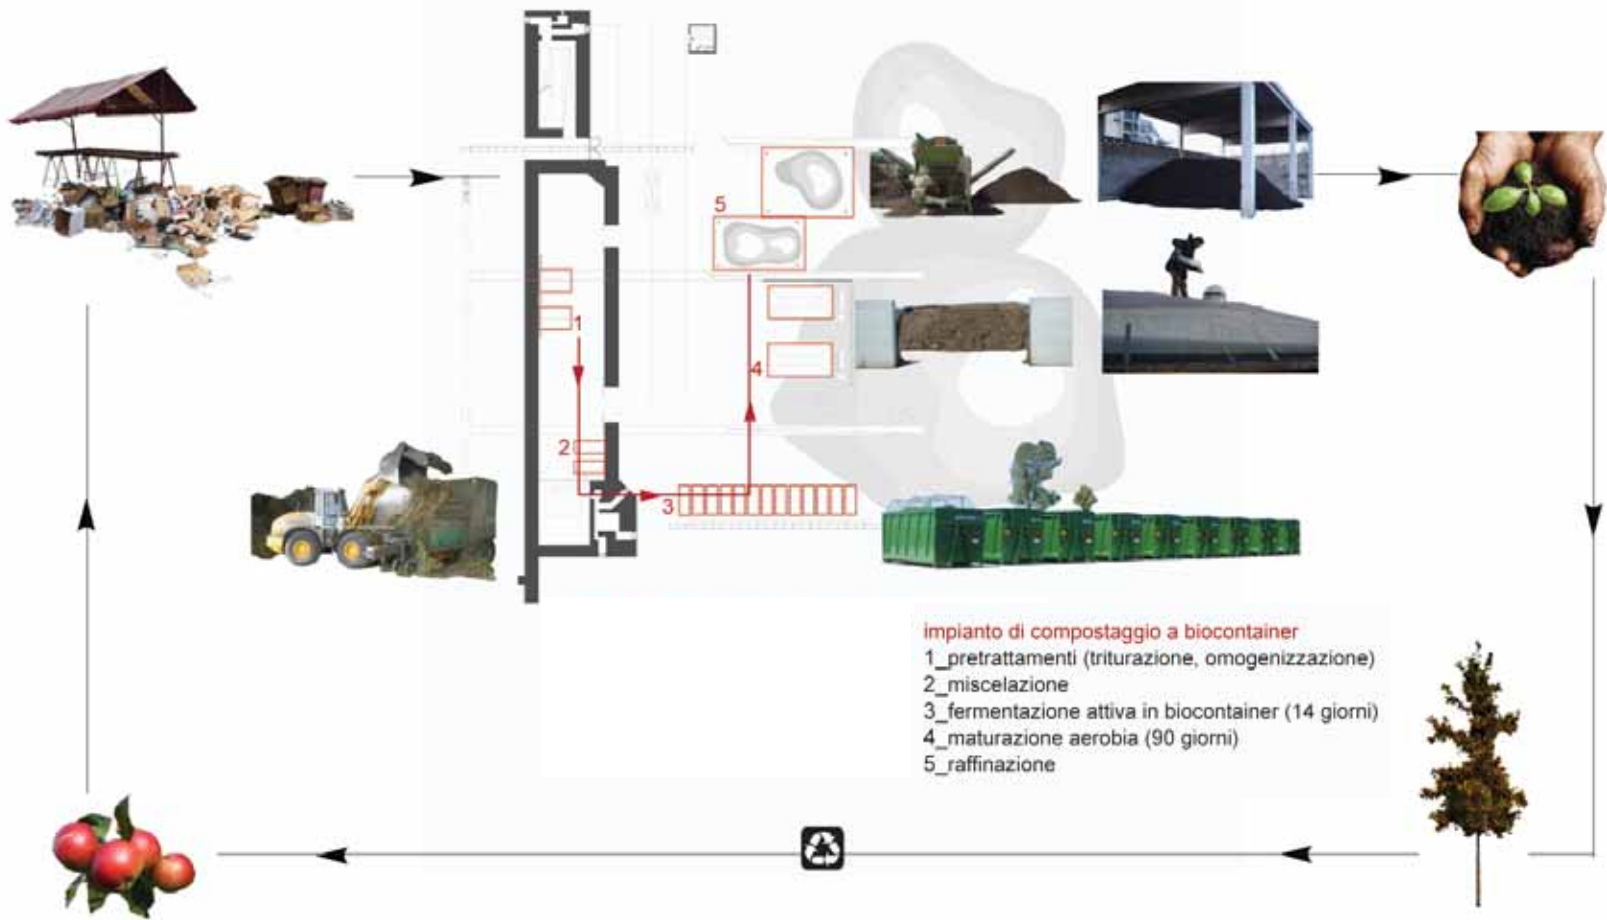 5
1
4
2
3
impianto di compostaggio a biocontainer
1_pretrattamenti (triturazione, omogenizzazione)
2_miscelazione
3_fermentazione attiva in biocontainer (14 giorni)
4_maturazione aerobia (90 giorni)
5_raffinazione